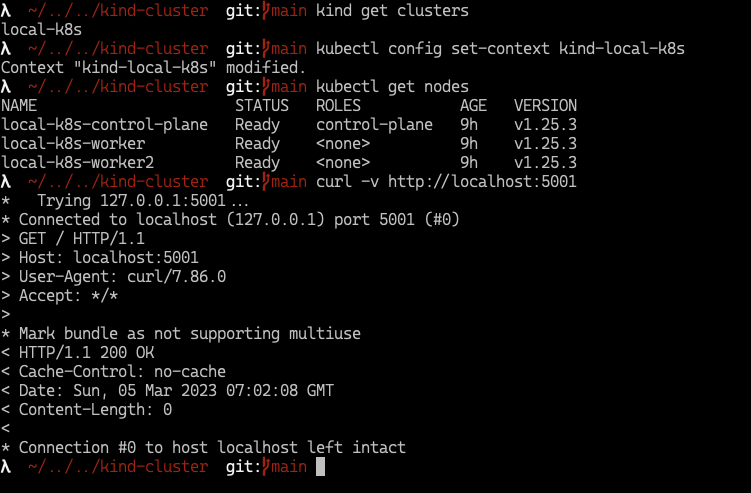 λ ~/../../kind-cluster git:main kind get clusters
local-k8s
λ ~/../../kind-cluster git:main kubectl config set-context kind-local-k8s
Context "kind-local-k8s" modified.
λ ~/../../kind-cluster git:main kubectl get nodes
NAME STATUS ROLES AGE VERSION
local-k8s-control-plane Ready control-plane 9h v1.25.3
local-k8s-worker Ready <none> 9h v1.25.3
local-k8s-worker2 Ready <none> 9h v1.25.3
λ ~/../../kind-cluster git:main curl -v http://localhost:5001
* Trying 127.0.0.1:5001...
* Connected to localhost (127.0.0.1) port 5001 (#0)
> GET / HTTP/1.1
> Host: localhost:5001
> User-Agent: curl/7.86.0
> Accept: */*
>
* Mark bundle as not supporting multiuse
< HTTP/1.1 200 OK
< Cache-Control: no-cache
< Date: Sun, 05 Mar 2023 07:02:08 GMT
< Content-Length: 0
<
* Connection #0 to host localhost left intact
λ ~/../../kind-cluster git:main